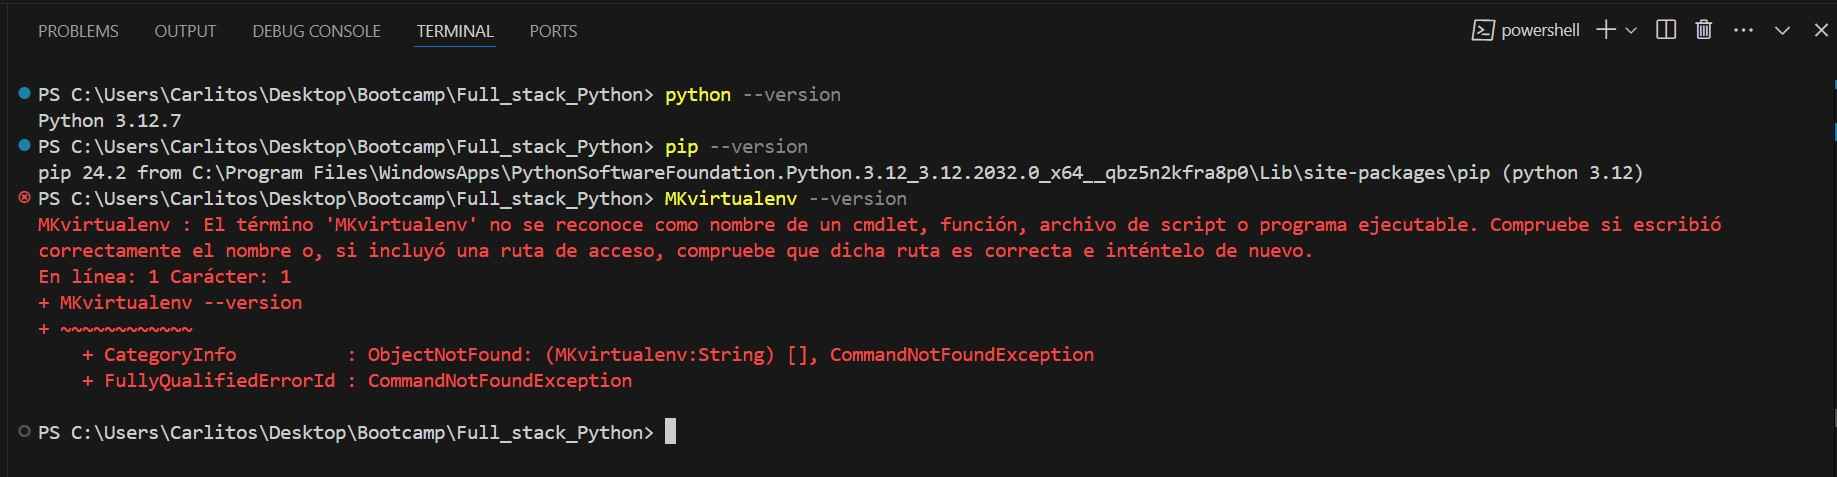 PROBLEMS OUTPUT DEBUG CONSOLE TERMINAL PORTS powershell
PS C:\Users\Carlitos\Desktop\Bootcamp\Full_stack_Python> python --version
Python 3.12.7
PS C:\Users\Carlitos\Desktop\Bootcamp\Full_stack_Python> pip --version
pip 24.2 from C:\Program Files\WindowsApps\PythonSoftwareFoundation.Python.3.12_3.12.2032.0_x64__qbz5n2kfra8p0\Lib\site-packages\pip (python 3.12)
PS C:\Users\Carlitos\Desktop\Bootcamp\Full_stack_Python> MKvirtualenv --version
MKvirtualenv : El término 'MKvirtualenv' no se reconoce como nombre de un cmdlet, función, archivo de script o programa ejecutable. Compruebe si escribió
correctamente el nombre o, si incluyó una ruta de acceso, compruebe que dicha ruta es correcta e inténtelo de nuevo.
En línea: 1 Carácter: 1
+ MKvirtualenv --version
+ ~~~~~~~~~~~~
    + CategoryInfo          : ObjectNotFound: (MKvirtualenv:String) [], CommandNotFoundException
    + FullyQualifiedErrorId : CommandNotFoundException
PS C:\Users\Carlitos\Desktop\Bootcamp\Full_stack_Python>